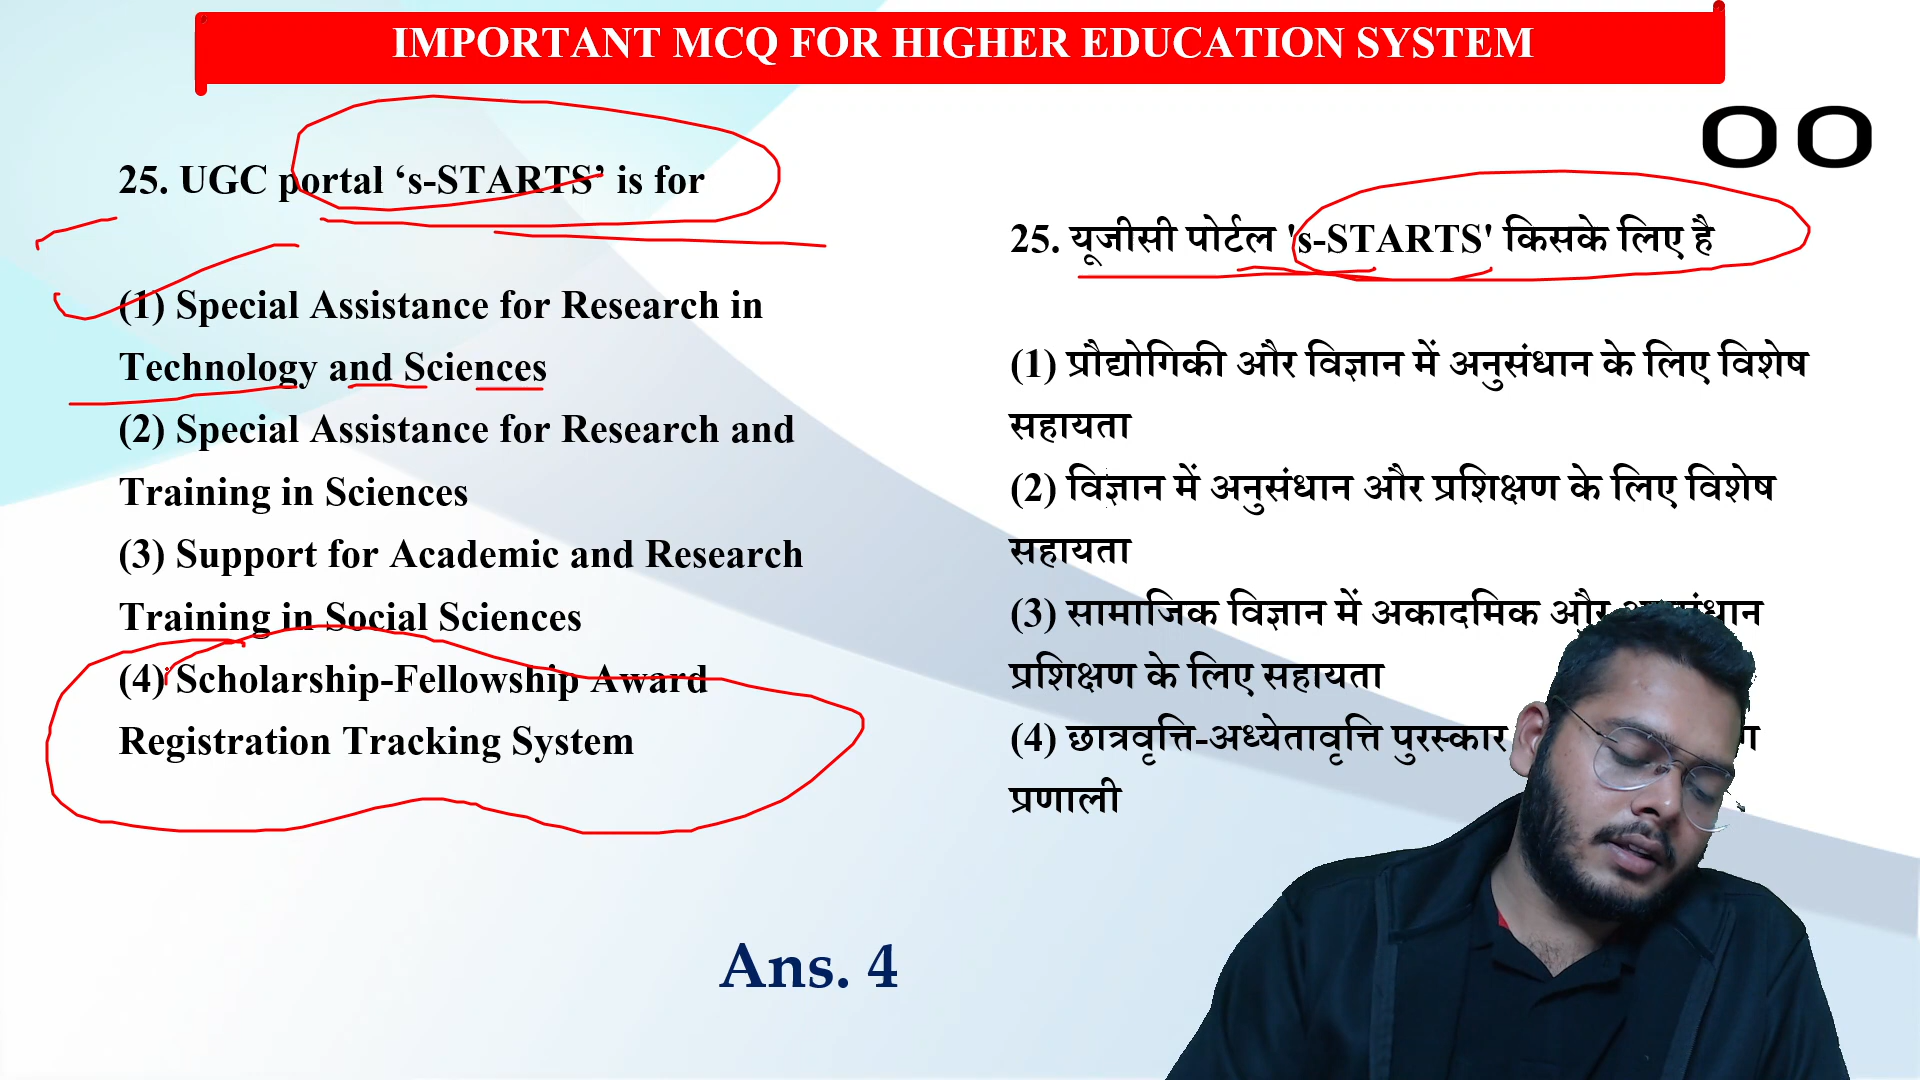 IMPORTANT MCQ FOR HIGHER EDUCATION SYSTEM
00
25. UGC portal ‘s-STARTS’ is for
(1) Special Assistance for Research in
Technology and Sciences
(2) Special Assistance for Research and
Training in Sciences
(3) Support for Academic and Research
Training in Social Sciences
(4) Scholarship-Fellowship Award
Registration Tracking System
25. यूजीसी पोर्टल 's-STARTS' किसके लिए है
(1) प्रौद्योगिकी और विज्ञान में अनुसंधान के लिए विशेष
सहायता
(2) विज्ञान में अनुसंधान और प्रशिक्षण के लिए विशेष
सहायता
(3) सामाजिक विज्ञान में अकादमिक और अनुसंधान
प्रशिक्षण के लिए सहायता
(4) छात्रवृत्ति-अध्येतावृत्ति पुरस्कार
प्रणाली
Ans. 4